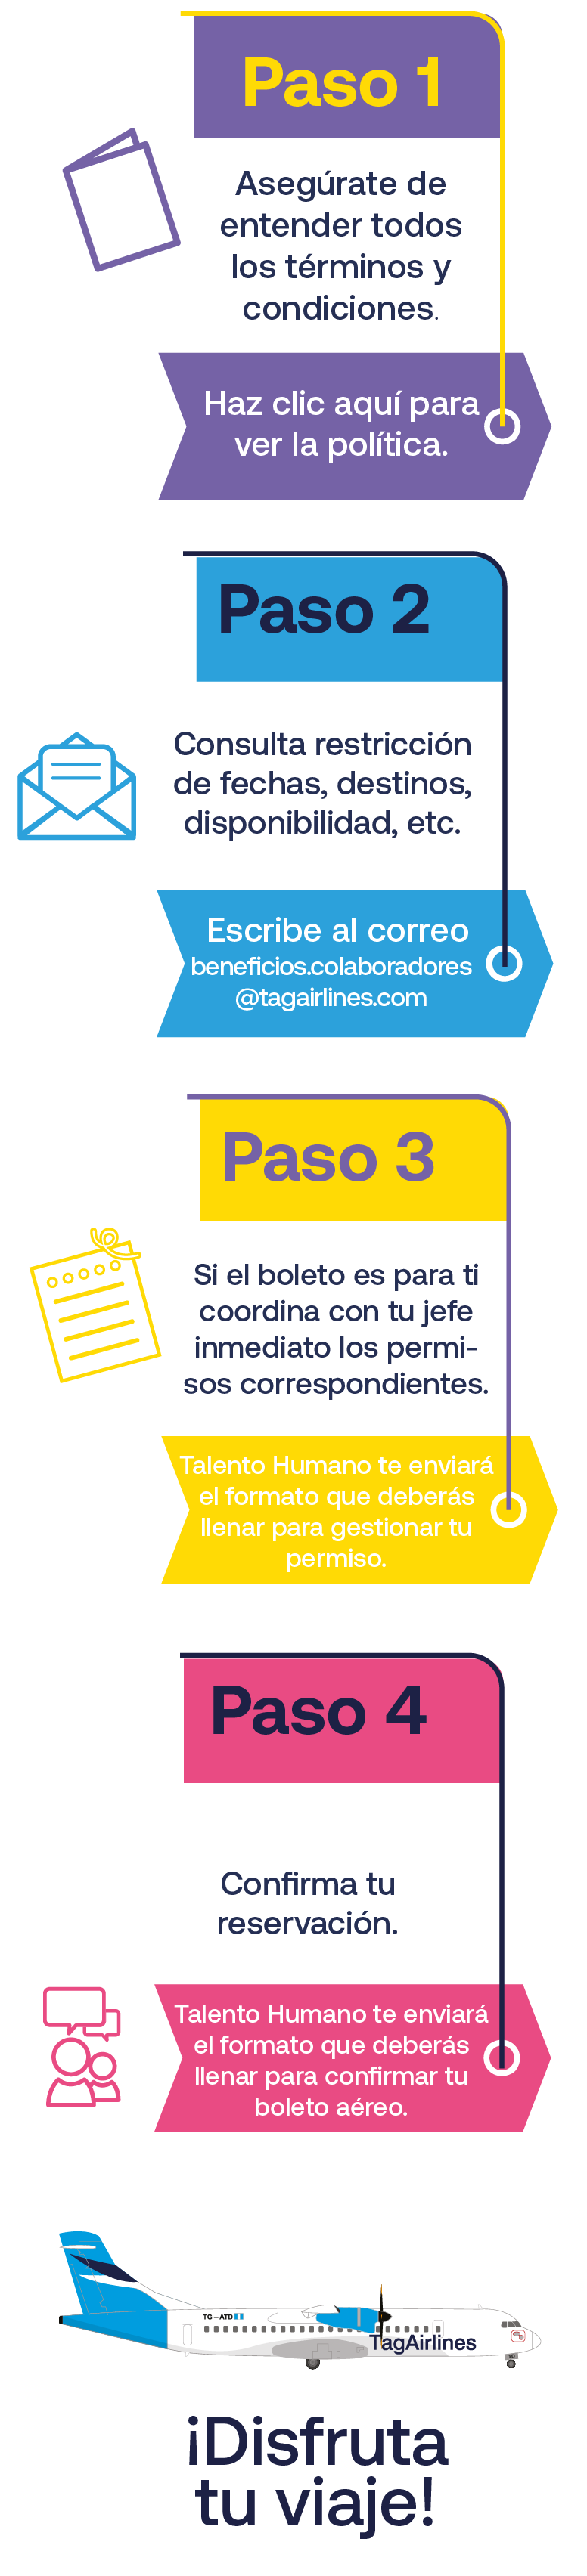 Paso 1
Asegúrate de
entender todos
los términos y
condiciones.
Haz clic aquí para
ver la política.
Paso 2
Consulta restricción
de fechas, destinos,
disponibilidad, etc.
Escribe al correo
beneficios.colaboradores
@tagairlines.com
Paso 3
Si el boleto es para ti
coordina con tu jefe
inmediato los permi-
sos correspondientes.
Talento Humano te enviará
el formato que deberás
llenar para gestionar tu
permiso.
Paso 4
Confirma tu
reservación.
Talento Humano te enviará
el formato que deberás
llenar para confirmar tu
boleto aéreo.
TG-ATD
TagAirlines
¡Disfruta
tu viaje!